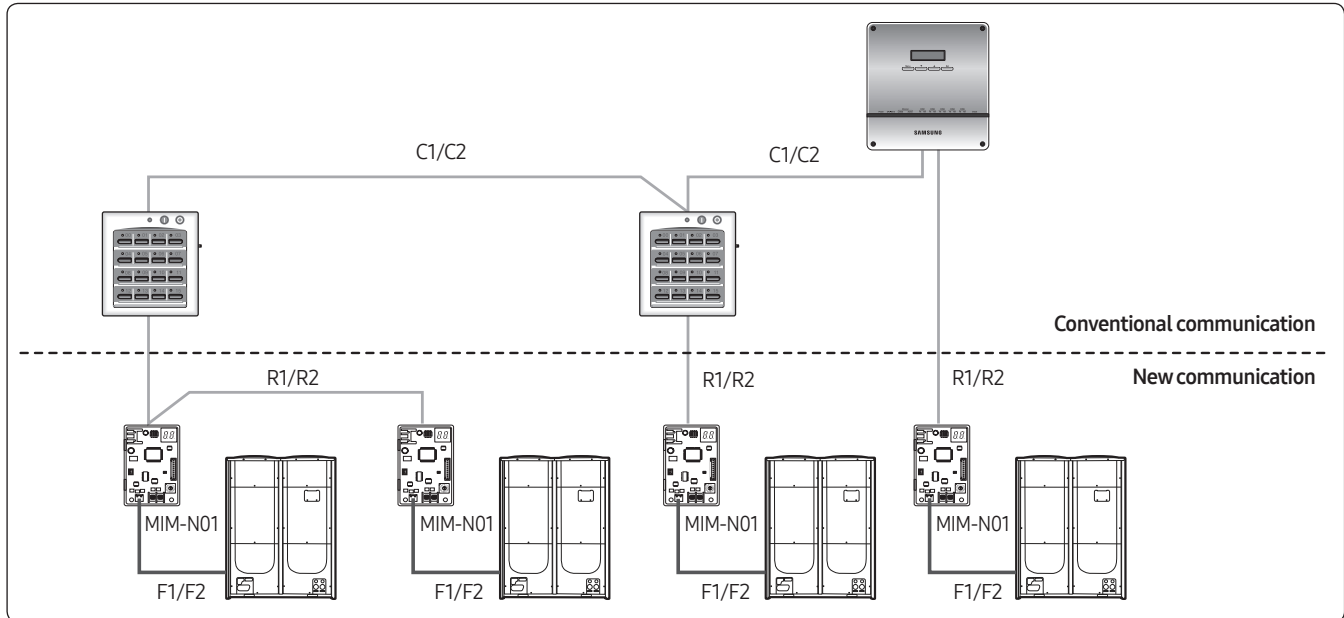 SAMSUNG
C1/C2
C1/C2
Conventional communication
R1/R2
R1/R2
R1/R2
New communication
MIM-N01
MIM-N01
MIM-N01
MIM-N01
F1/F2
F1/F2
F1/F2
F1/F2